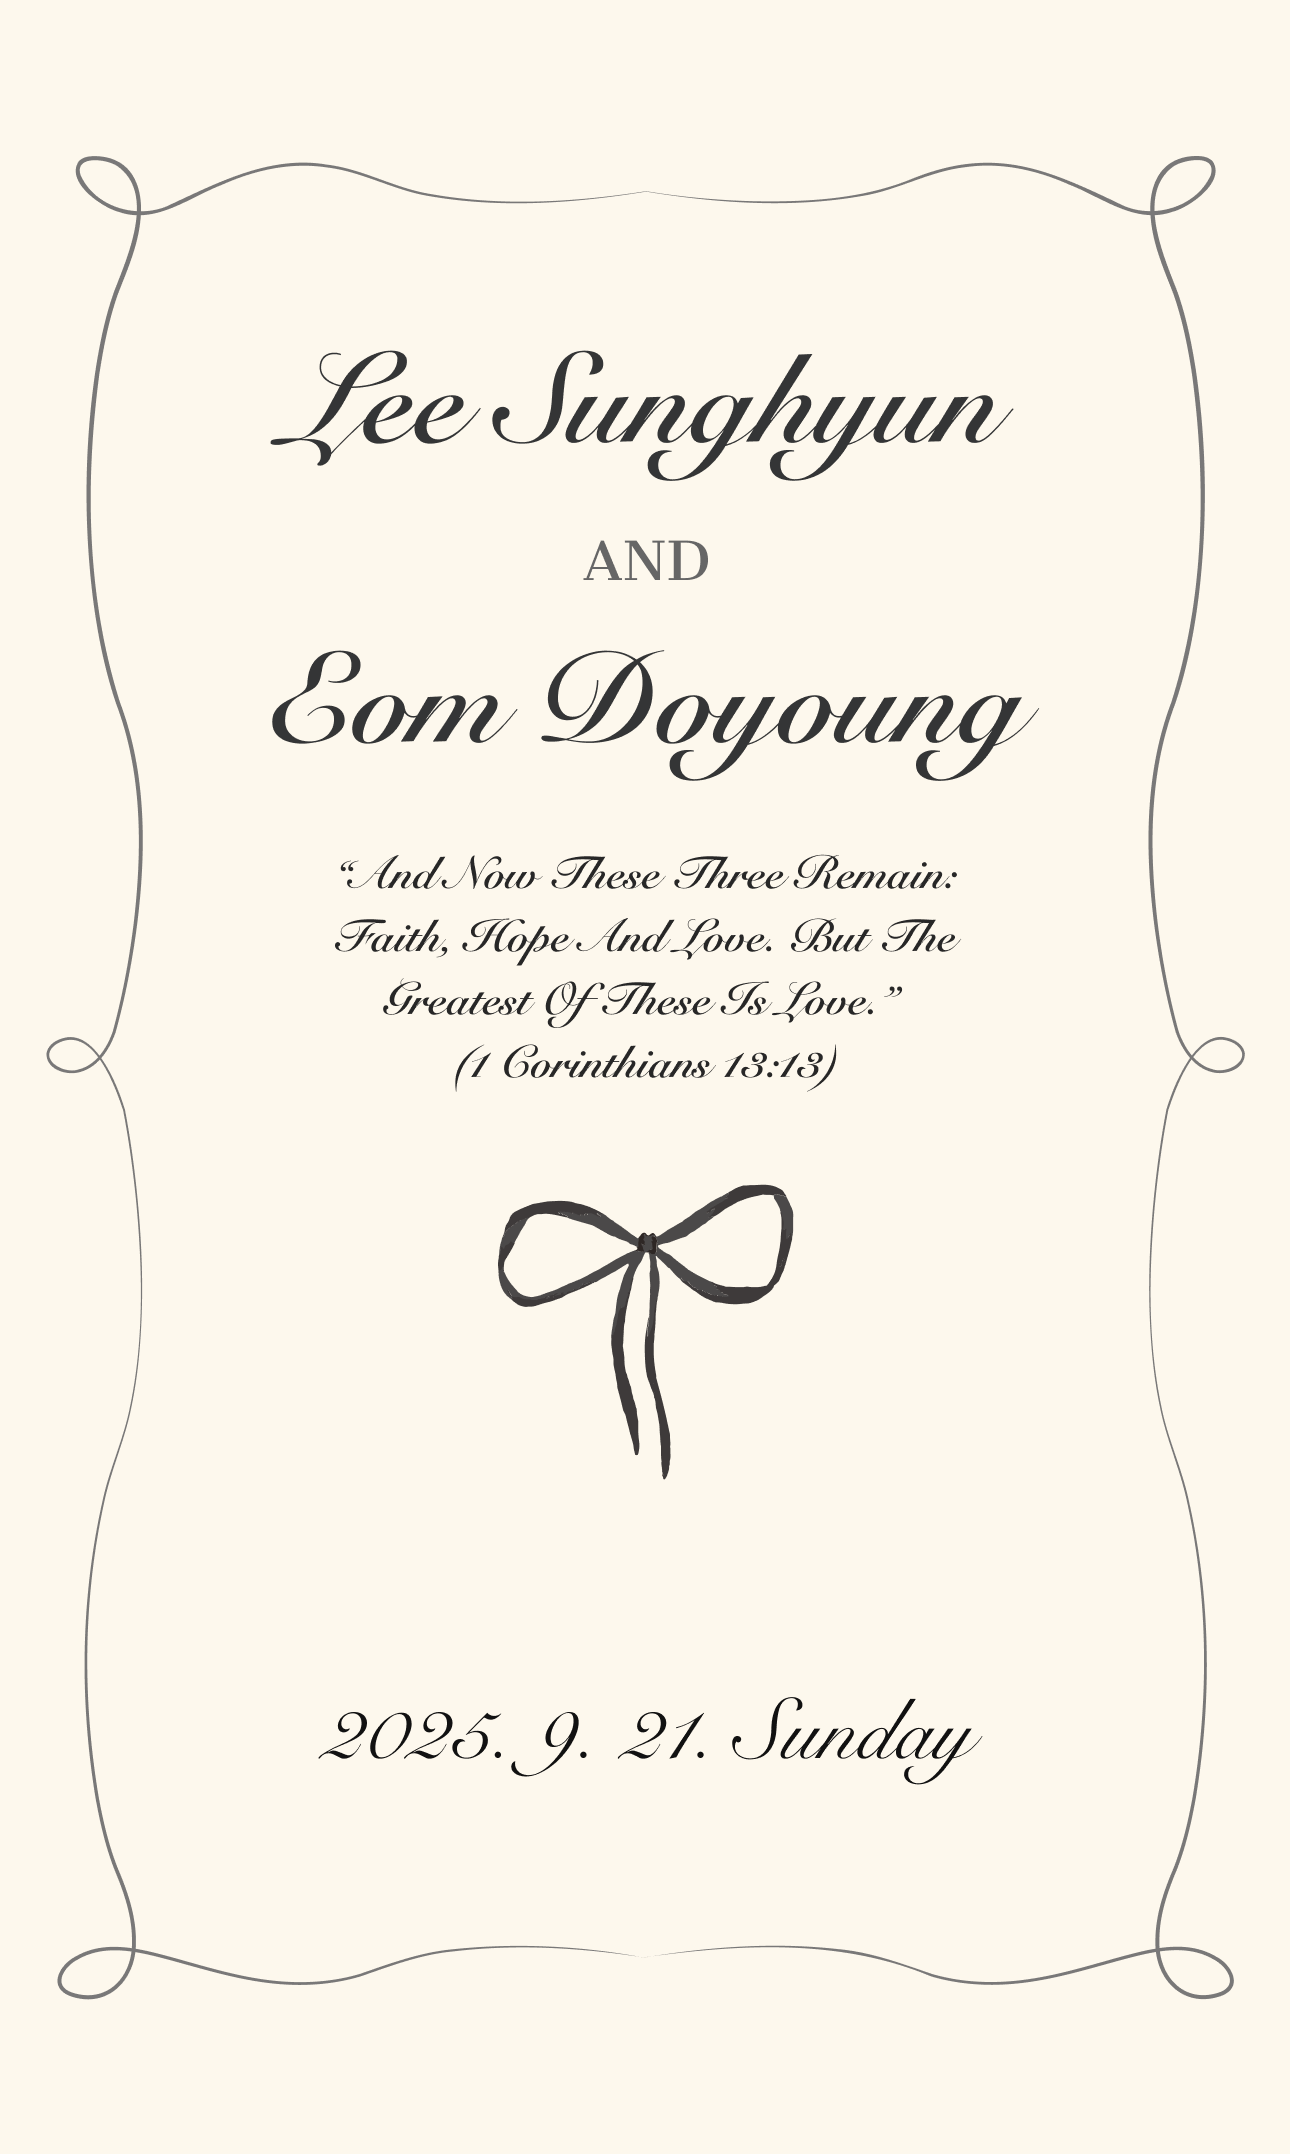 Lee Sunghyun
AND
Eom Doyoung
“And Now These Three Remain:
Faith, Hope And Love. But The
Greatest Of These Is Love.”
(1 Corinthians 13:13)
2025. 9. 21. Sunday